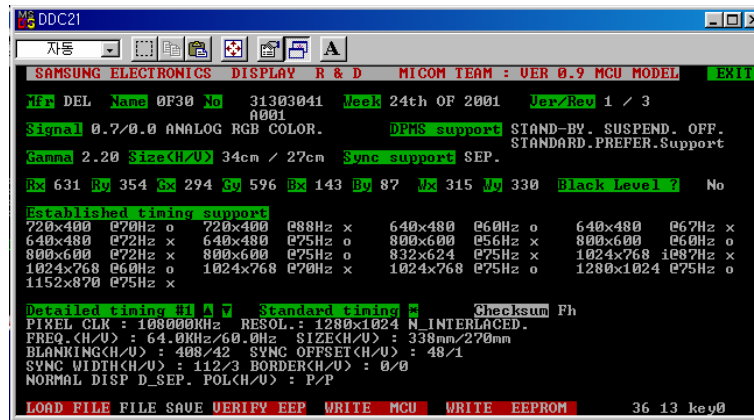 DDC21
자동
A
SAMSUNG ELECTRONICS DISPLAY R & D MICOM TEAM : VER 0.9 MCU MODEL EXIT
Mfr DEL Name 0F30 No 31303041 Week 24th OF 2001 Ver/Rev 1 / 3
A001
Signal 0.7/0.0 ANALOG RGB COLOR. DPMS support STAND-BY. SUSPEND. OFF.
STANDARD.PREFER.Support
Gamma 2.20 Size(H/V) 34cm / 27cm Sync support SEP.
Rx 631 Ry 354 Gx 294 Gy 596 Bx 143 By 87 Wx 315 Wy 330 Black Level ? No
Established timing support
720x400 @70Hz o 720x400 @88Hz x 640x480 @60Hz o 640x480 @67Hz x
640x480 @72Hz x 640x480 @75Hz o 800x600 @56Hz x 800x600 @60Hz o
800x600 @72Hz x 800x600 @75Hz o 832x624 @75Hz x 1024x768 i@87Hz x
1024x768 @60Hz o 1024x768 @70Hz x 1024x768 @75Hz o 1280x1024 @75Hz o
1152x870 @75Hz x
Detailed timing #1 ▲ ▼ Standard timing * Checksum Fh
PIXEL CLK : 108000KHz RESOL.: 1280x1024 N_INTERLACED.
FREQ.(H/V) : 64.0KHz/60.0Hz SIZE(H/V) : 338mm/270mm
BLANKING(H/V) : 408/42 SYNC OFFSET(H/V) : 48/1
SYNC WIDTH(H/V) : 112/3 BORDER(H/V) : 0/0
NORMAL DISP D_SEP. POL(H/V) : P/P
LOAD FILE FILE SAVE VERIFY EEP WRITE MCU WRITE EEPROM 36 13 key0